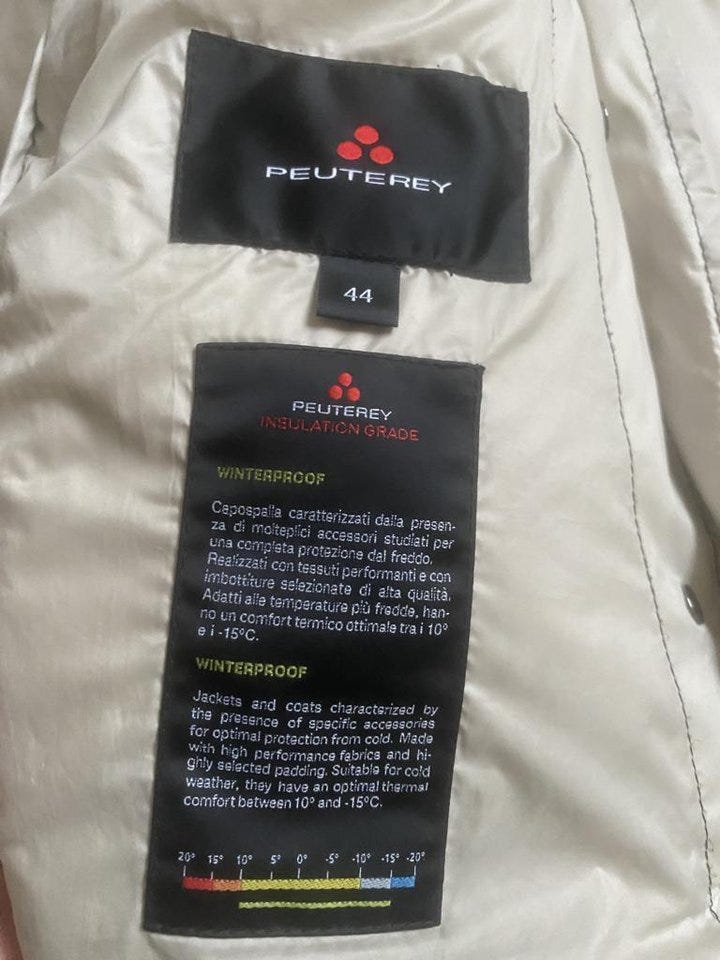 PEUTEREY
44
PEUTEREY
INSULATION GRADE
WINTERPROOF
Capospalla caratterizzati dalla presen-
za di molteplici accessori studiati per
una completa protezione dal freddo.
Realizzati con tessuti performanti e con
imbottiture selezionate di alta qualità.
Adatti alle temperature più fredde, han-
no un comfort termico ottimale tra i 10°
e i -15°C.
WINTERPROOF
Jackets and coats characterized by
the presence of specific accessories
for optimal protection from cold. Made
with high performance fabrics and hi-
ghly selected padding. Suitable for cold
weather, they have an optimal thermal
comfort between 10° and -15°C.
20° 15° 10° 5° 0° -5° -10° -15° -20°